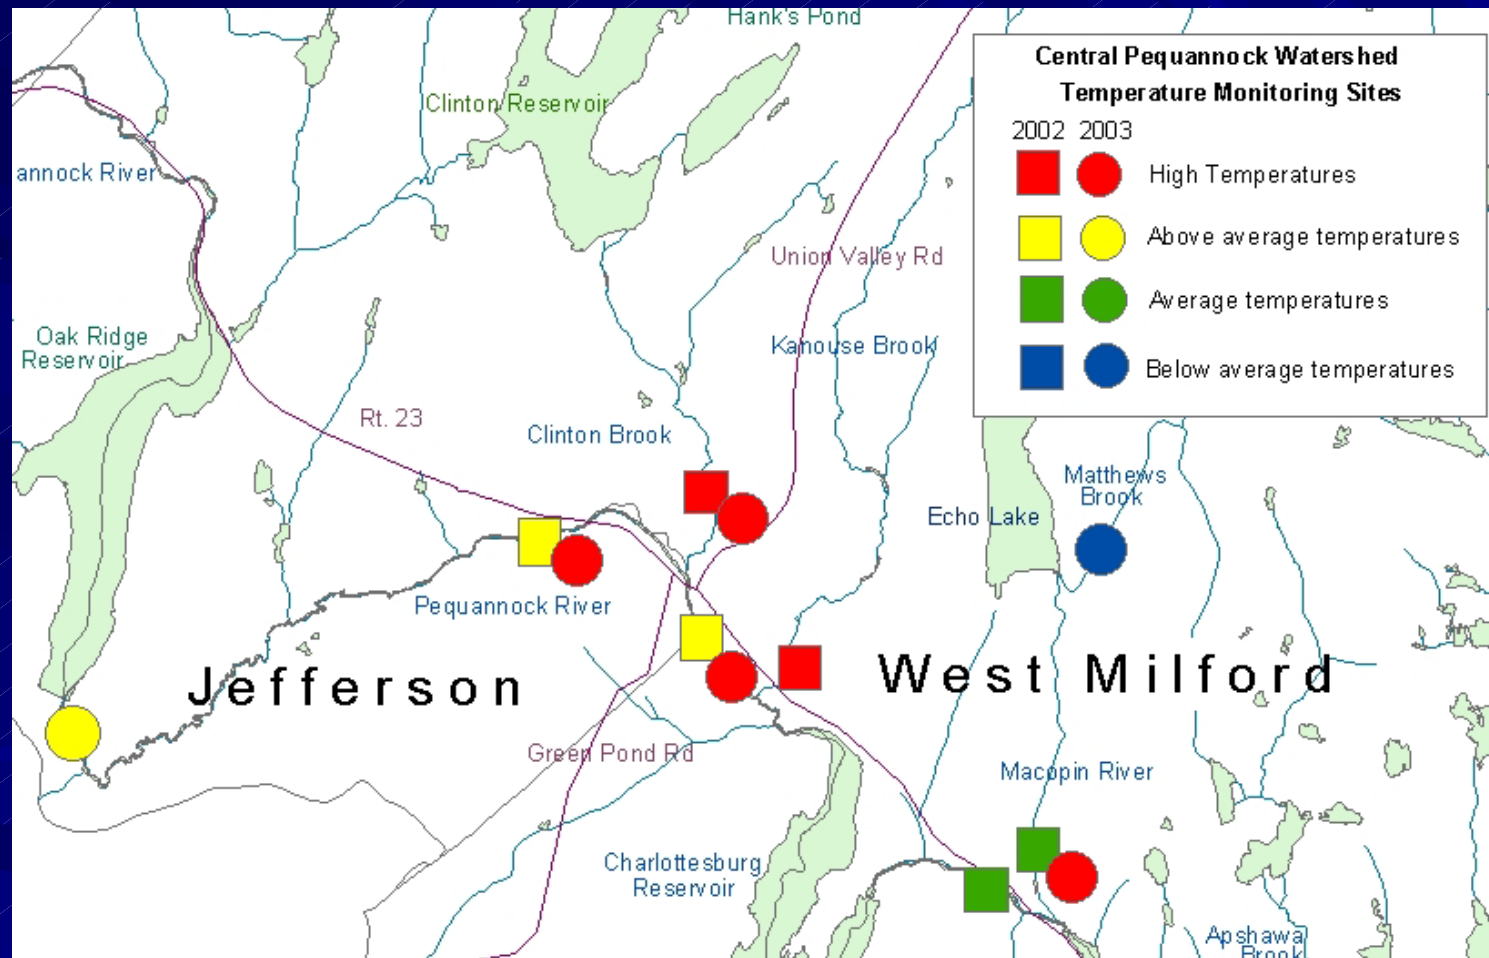 Hank's Pond
Central Pequannock Watershed
Temperature Monitoring Sites
2002 2003
High Temperatures
Above average temperatures
Average temperatures
Below average temperatures
Clinton Reservoir
annock River
Union Valley Rd
Oak Ridge
Reservoir
Kanouse Brook
Rt. 23
Clinton Brook
Matthews
Brook
Echo Lake
Pequannock River
Jefferson
West Milford
Green Pond Rd
Macopin River
Charlottesburg
Reservoir
Apshawa
Brook